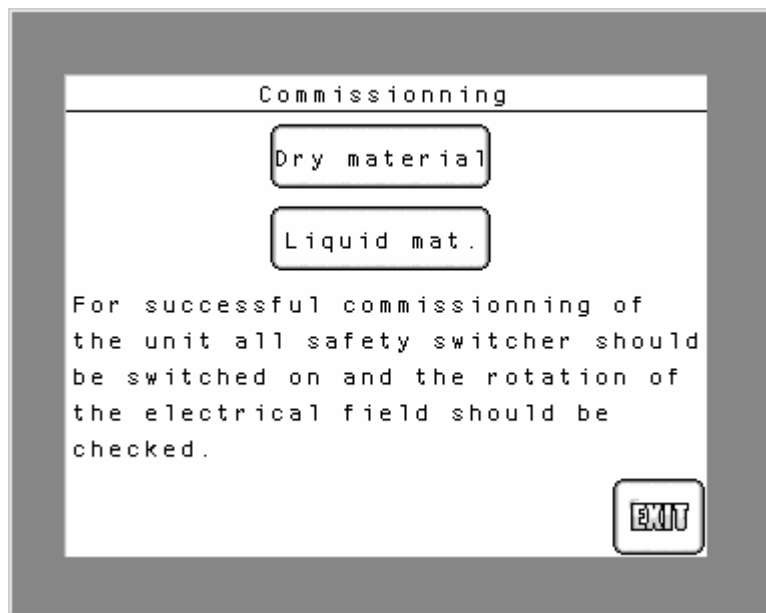 Commissionning
Dry material
Liquid mat.
For successful commissionning of
the unit all safety switcher should
be switched on and the rotation of
the electrical field should be
checked.
EXIT